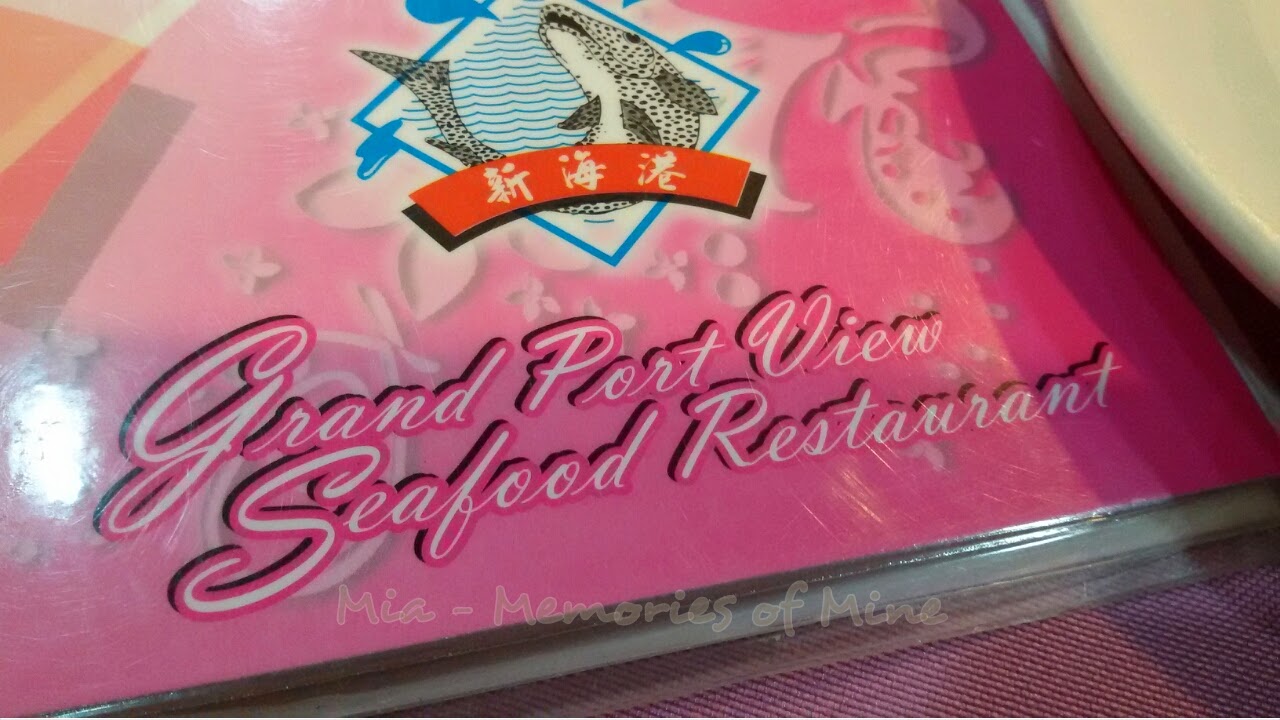 新海港
Grand Port View
Seafood Restaurant
Mia - Memories of Mine